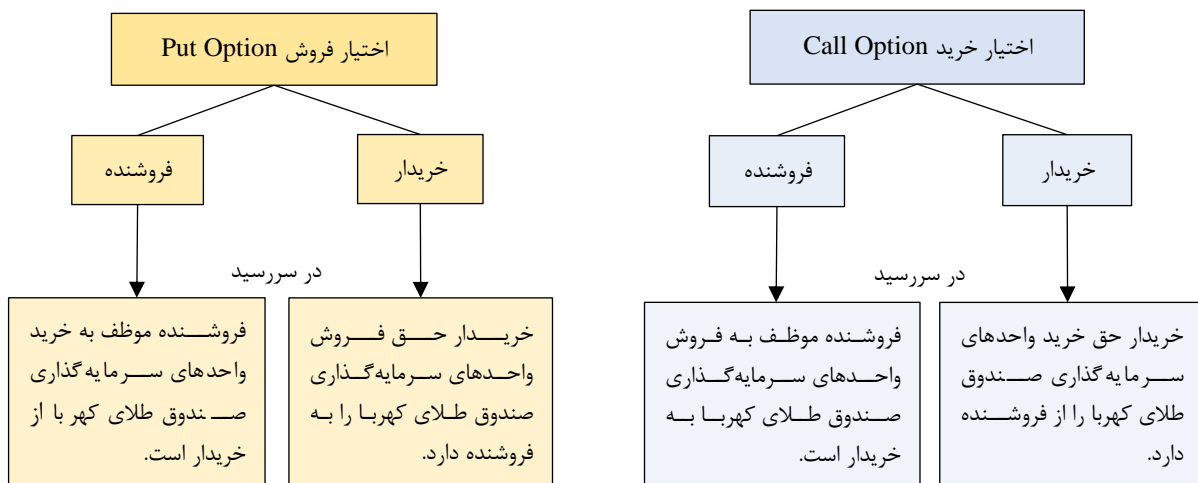 اختیار خرید Call Option
خریدار
فروشنده
در سررسید
خریدار حق خرید واحدهای
سرمایه‌گذاری صندوق
طلای کهربا را از فروشنده
دارد.
فروشنده موظف به فروش
واحدهای سرمایه‌گذاری
صندوق طلای کهربا به
خریدار است.
اختیار فروش Put Option
خریدار
فروشنده
در سررسید
خریدار حق فروش
واحدهای سرمایه‌گذاری
صندوق طلای کهربا را به
فروشنده دارد.
فروشنده موظف به خرید
واحدهای سرمایه‌گذاری
صندوق طلای کهربا از
خریدار است.